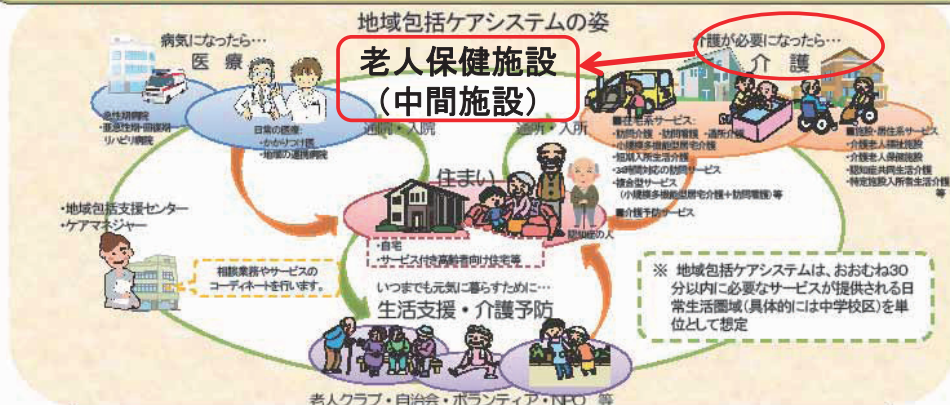 地域包括ケアシステムの姿
病気になったら…
医 療
介護が必要になったら…
介 護
老人保健施設
（中間施設）
・急性期病院
・亜急性期・回復期
リハビリ病院
日常の医療：
・かかりつけ医
・地域の連携病院
通院・入院
通所・入所
■在宅系サービス：
・訪問介護 ・訪問看護 ・通所介護
・小規模多機能型居宅介護
・短期入所生活介護
・24時間対応の訪問サービス
・複合型サービス
（小規模多機能型居宅介護＋訪問看護）等
■介護予防サービス
■施設・居住系サービス
・介護老人福祉施設
・介護老人保健施設
・認知症共同生活介護
・特定施設入所者生活介護
等
住まい
認知症の人
・自宅
・サービス付き高齢者向け住宅等
・地域包括支援センター
・ケアマネジャー
相談業務やサービスの
コーディネートを行います。
いつまでも元気に暮らすために…
生活支援・介護予防
※ 地域包括ケアシステムは、おおむね30
分以内に必要なサービスが提供される日
常生活圏域（具体的には中学校区）を単
位として想定
老人クラブ・自治会・ボランティア・NPO 等